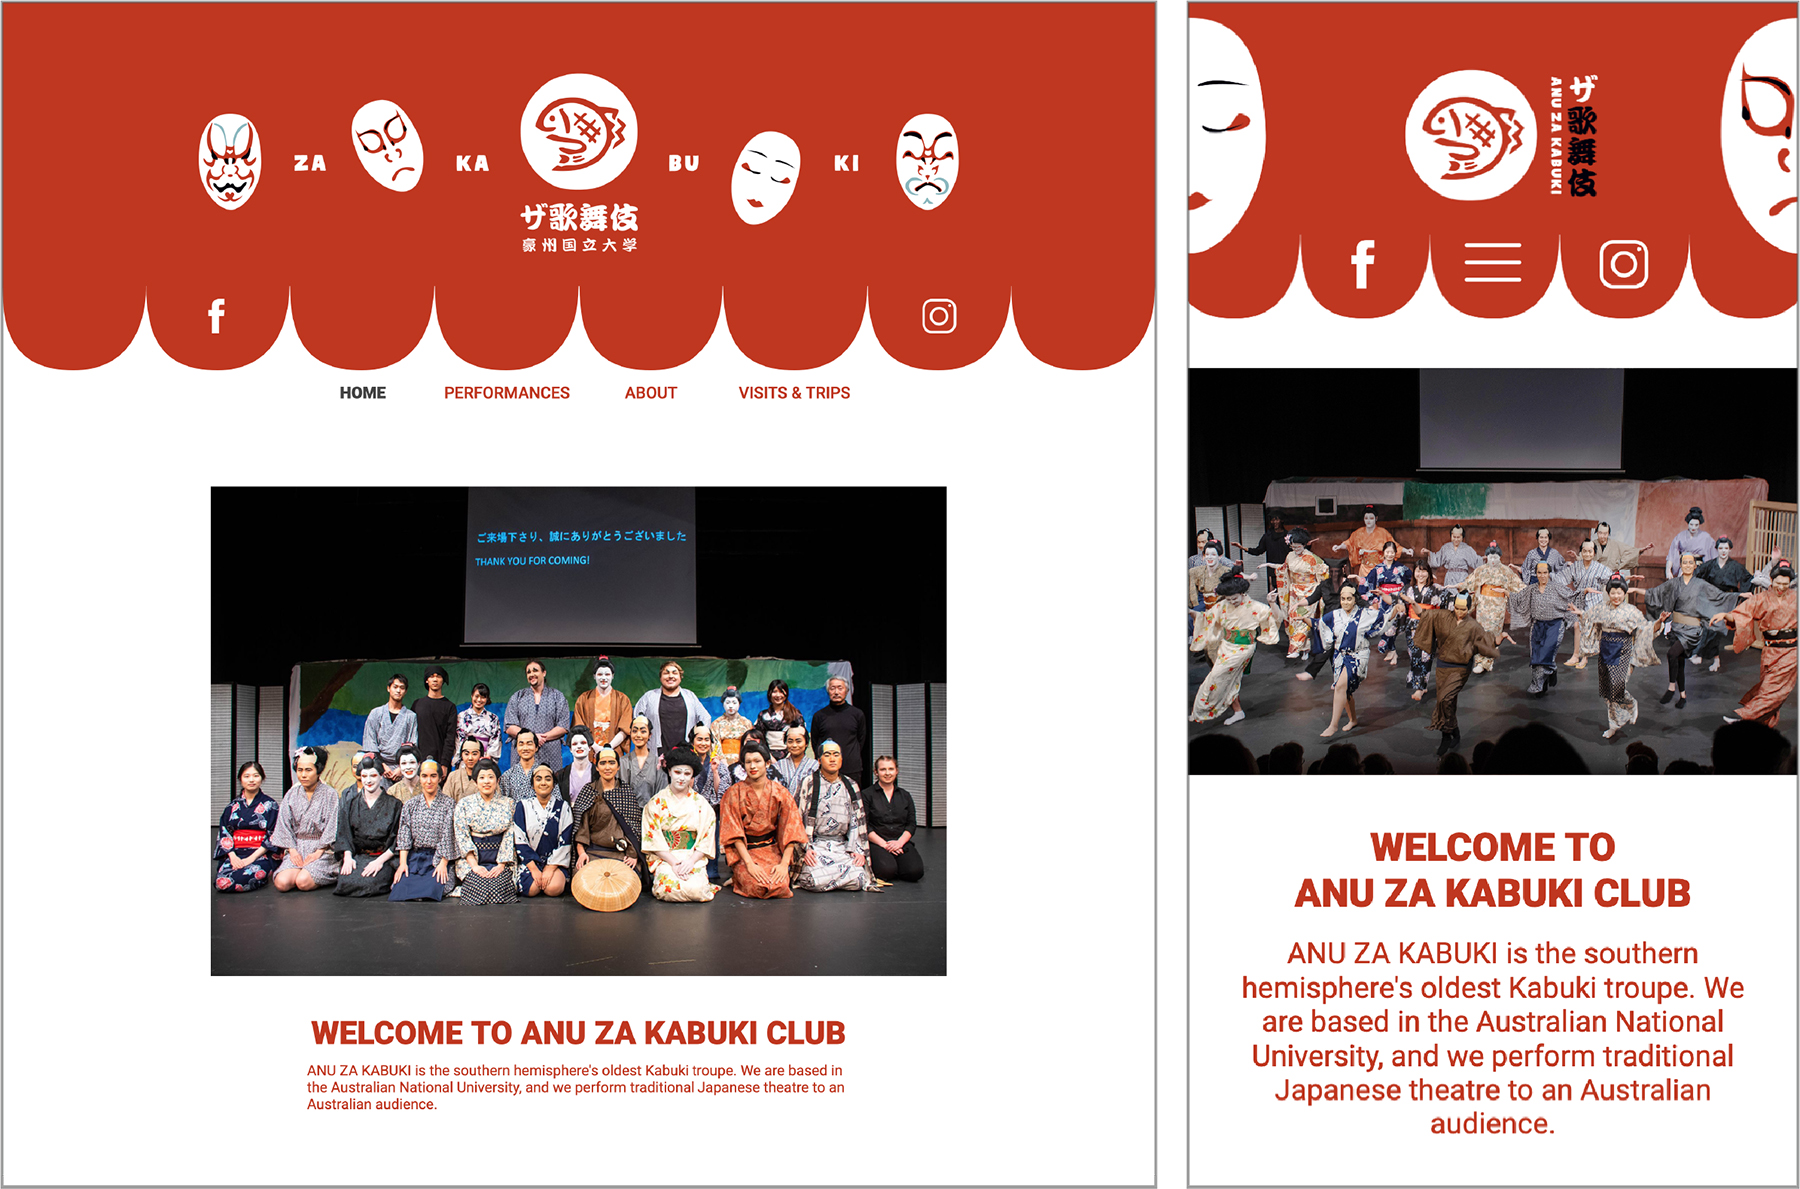 ZA KA BU KI
ザ歌舞伎
豪州国立大学
HOME PERFORMANCES ABOUT VISITS & TRIPS
ご来場下さり、誠にありがとうございました
THANK YOU FOR COMING!
WELCOME TO ANU ZA KABUKI CLUB
ANU ZA KABUKI is the southern hemisphere's oldest Kabuki troupe. We are based in
the Australian National University, and we perform traditional Japanese theatre to an
Australian audience.
ザ歌舞伎
ANU ZA KABUKI
WELCOME TO
ANU ZA KABUKI CLUB
ANU ZA KABUKI is the southern
hemisphere's oldest Kabuki troupe. We
are based in the Australian National
University, and we perform traditional
Japanese theatre to an Australian
audience.